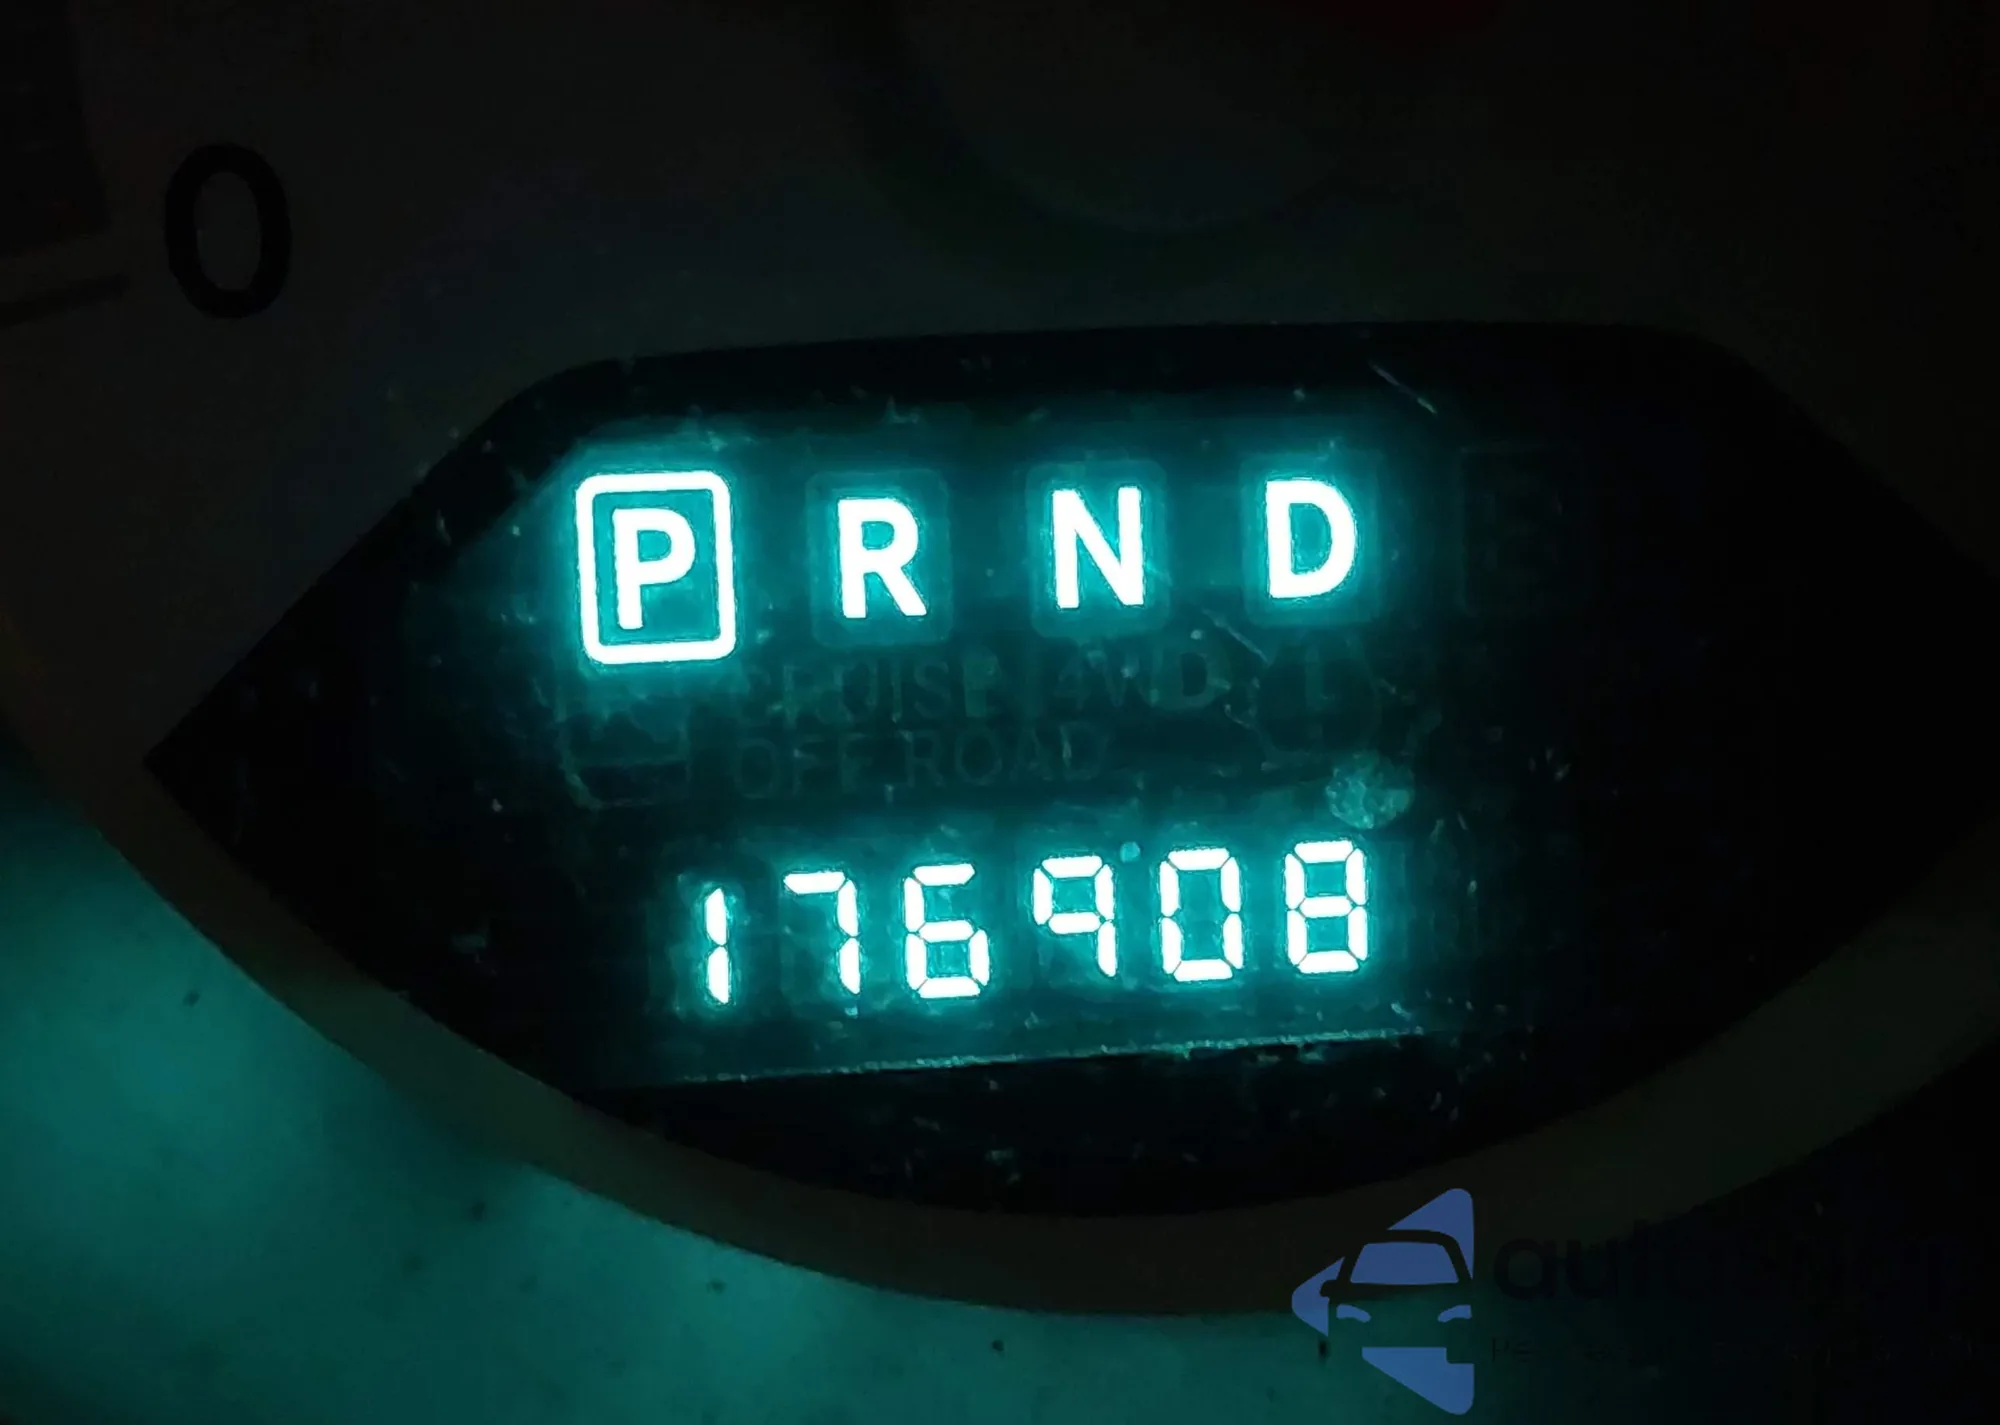 0
P R N D
CRUISE 4WD
OFF ROAD
176908